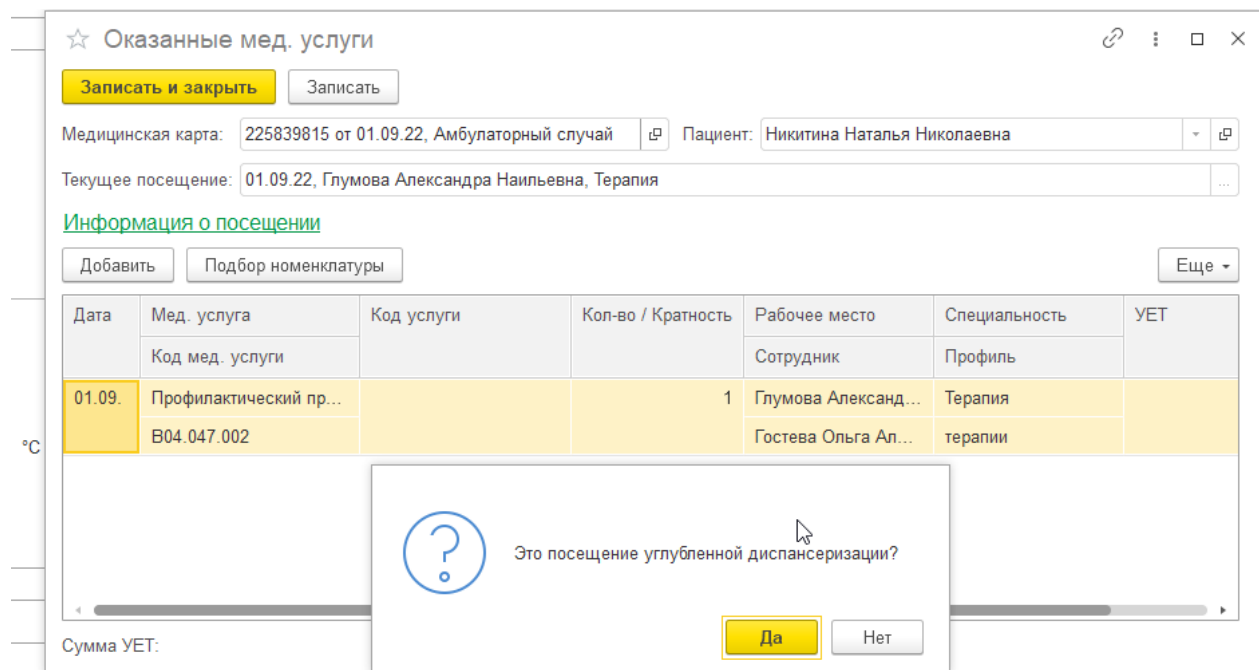 Оказанные мед. услуги
Записать и закрыть Записать
Медицинская карта: 225839815 от 01.09.22, Амбулаторный случай Пациент: Никитина Наталья Николаевна
Текущее посещение: 01.09.22, Глумова Александра Наильевна, Терапия
Информация о посещении
Добавить Подбор номенклатуры Еще
Дата Мед. услуга Код услуги Кол-во / Кратность Рабочее место Специальность УЕТ
Код мед. услуги Сотрудник Профиль
01.09. Профилактический пр... 1 Глумова Александ... Терапия
B04.047.002 Гостева Ольга Ал... терапии
°C
Это посещение углубленной диспансеризации?
Да Нет
Сумма УЕТ: